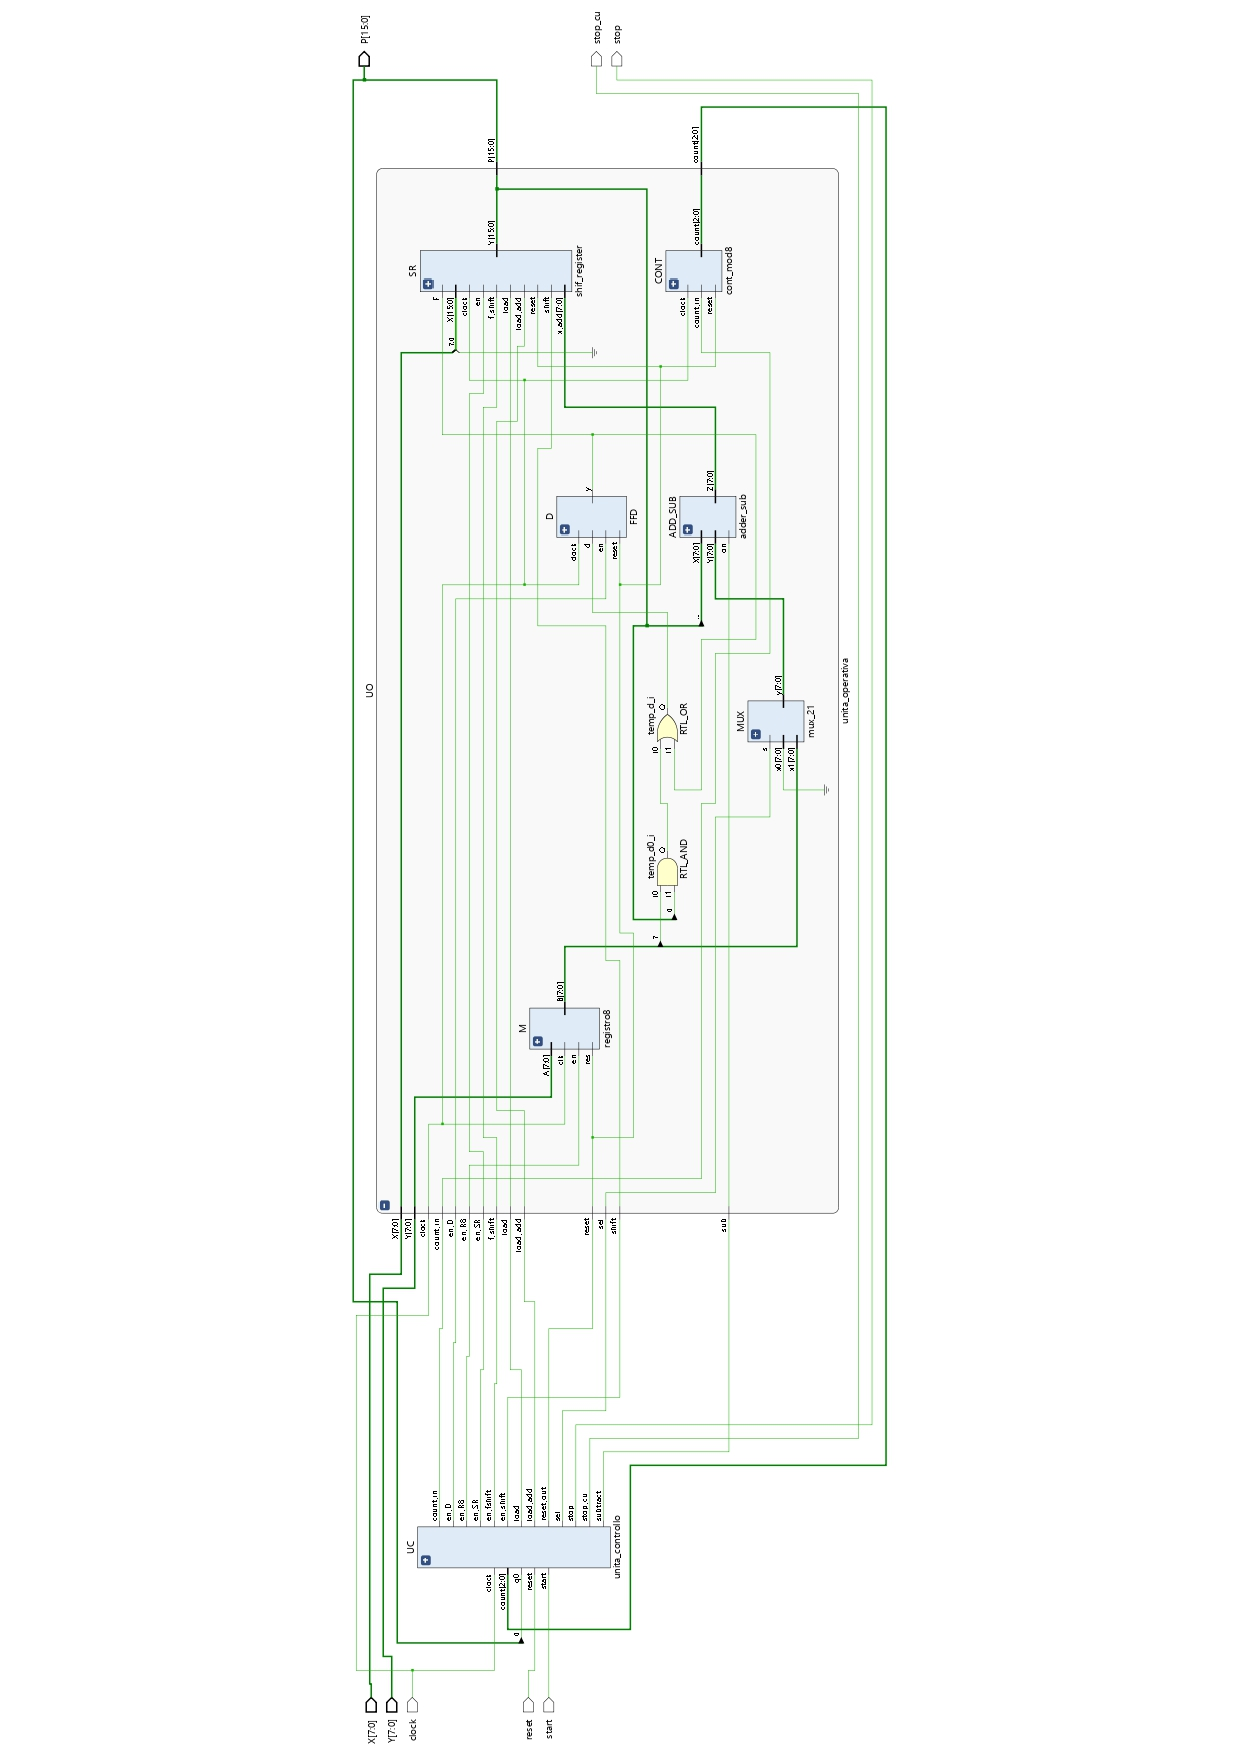 P[15:0]
stop_cu
stop
P[15:0]
count[2:0]
UO
unita_operativa
SR
shif_register
Y[15:0]
F
X[15:0]
clock
en
f_shift
load
load_add
reset
shift
x_add[7:0]
7:0
CONT
cont_mod8
count[2:0]
clock
count_in
reset
D
FFD
y
clock
d
en
reset
ADD_SUB
adder_sub
Z[7:0]
X[7:0]
Y[7:0]
temp_d_i
RTL_OR
O
I0
I1
MUX
mux_21
y[7:0]
s
x0[7:0]
x1[7:0]
temp_d0_i
RTL_AND
O
I0
I1
0
7
M
registro8
B[7:0]
A[7:0]
clk
en
res
X[7:0]
Y[7:0]
clock
count_in
en_D
en_R8
en_SR
f_shift
load
load_add
reset
sel
shift
sub
UC
unita_controllo
count_in
en_D
en_R8
en_SR
en_fshift
en_shift
load
load_add
reset_out
sel
stop
stop_cu
subtract
clock
count[2:0]
q0
reset
start
0
X[7:0]
Y[7:0]
clock
reset
start